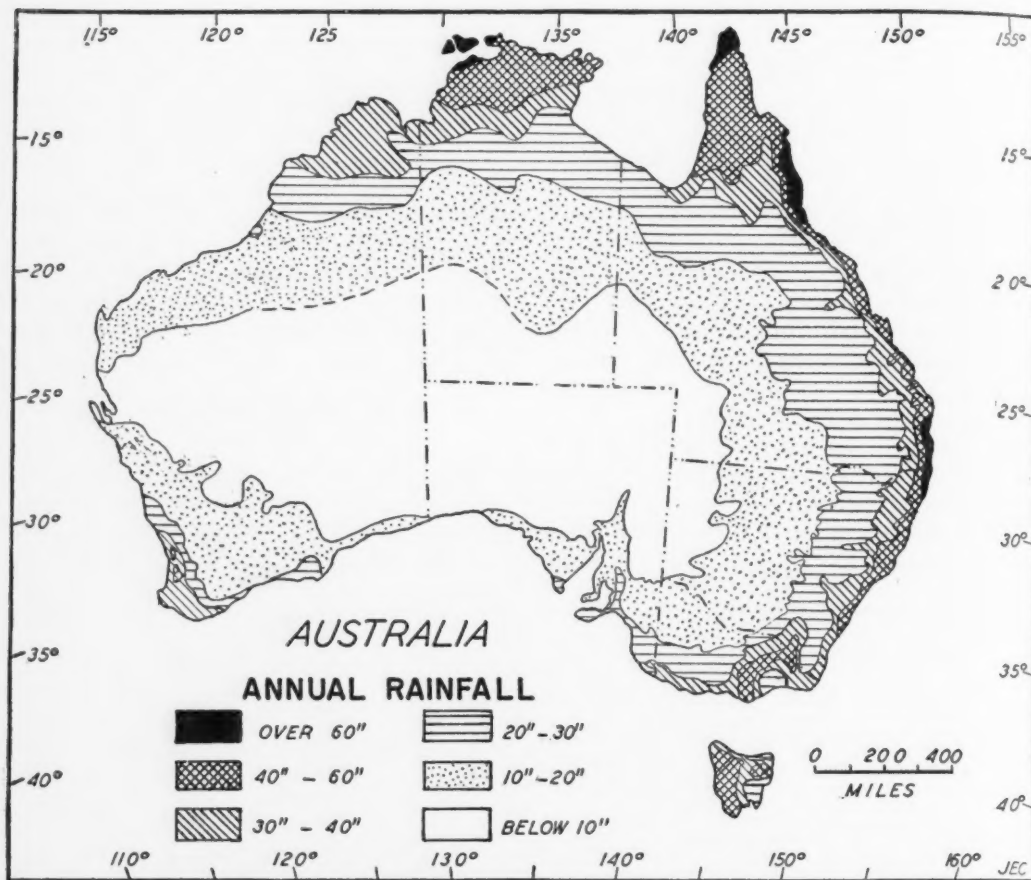 115° 120° 125 135° 140° 145° 150° 155°
15° 15°
20° 20°
25° 25°
30° 30°
35° 35°
40° 40°
AUSTRALIA
ANNUAL RAINFALL
OVER 60" 20"-30"
40" - 60" 10"-20"
30" - 40" BELOW 10"
0 200 400
MILES
110° 120° 130° 140° 150° 160° JEC